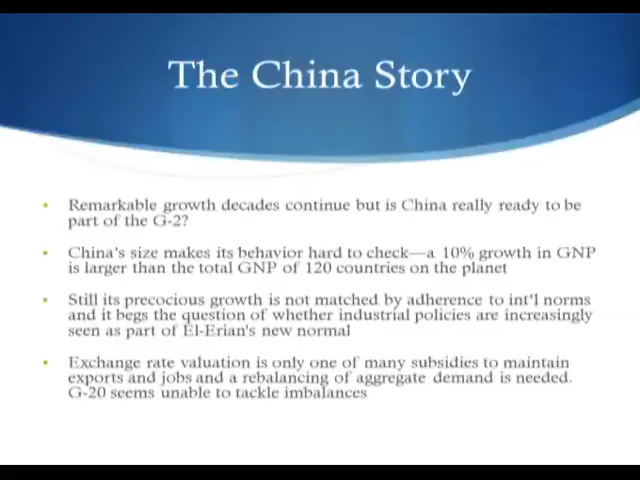 The China Story
• Remarkable growth decades continue but is China really ready to be
part of the G-2?
• China's size makes its behavior hard to check—a 10% growth in GNP
is larger than the total GNP of 120 countries on the planet
• Still its precocious growth is not matched by adherence to int'l norms
and it begs the question of whether industrial policies are increasingly
seen as part of El-Erian's new normal
• Exchange rate valuation is only one of many subsidies to maintain
exports and jobs and a rebalancing of aggregate demand is needed.
G-20 seems unable to tackle imbalances